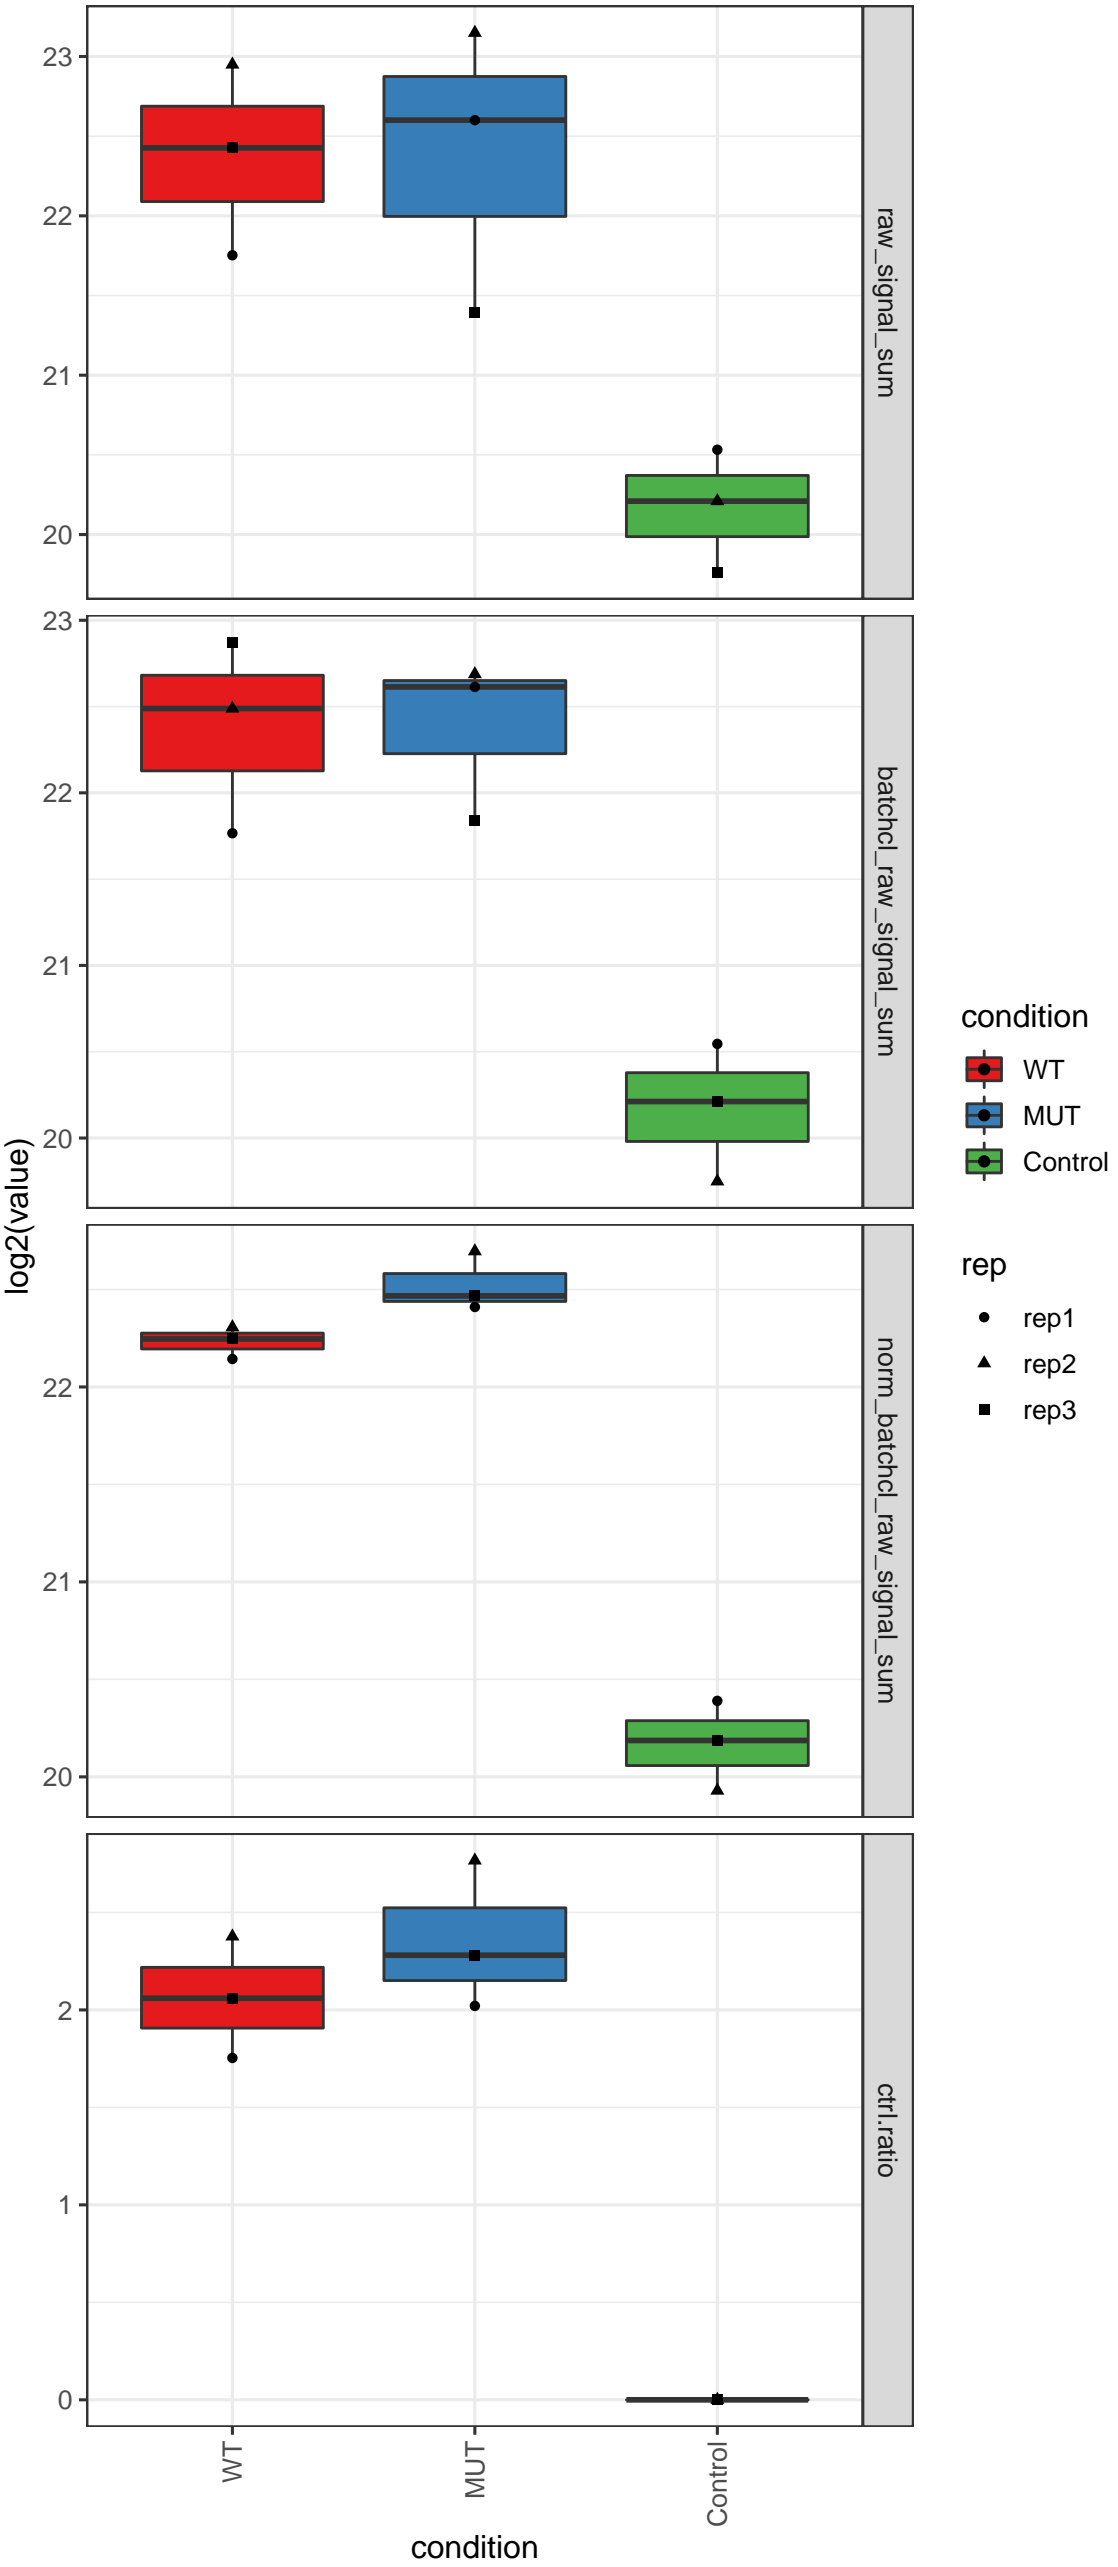 log2(value)
23
22
21
20
raw_signal_sum
23
22
21
20
batchcl_raw_signal_sum
22
21
20
norm_batchcl_raw_signal_sum
2
1
0
ctrl.ratio
WT
MUT
Control
condition
condition
WT
MUT
Control
rep
rep1
rep2
rep3